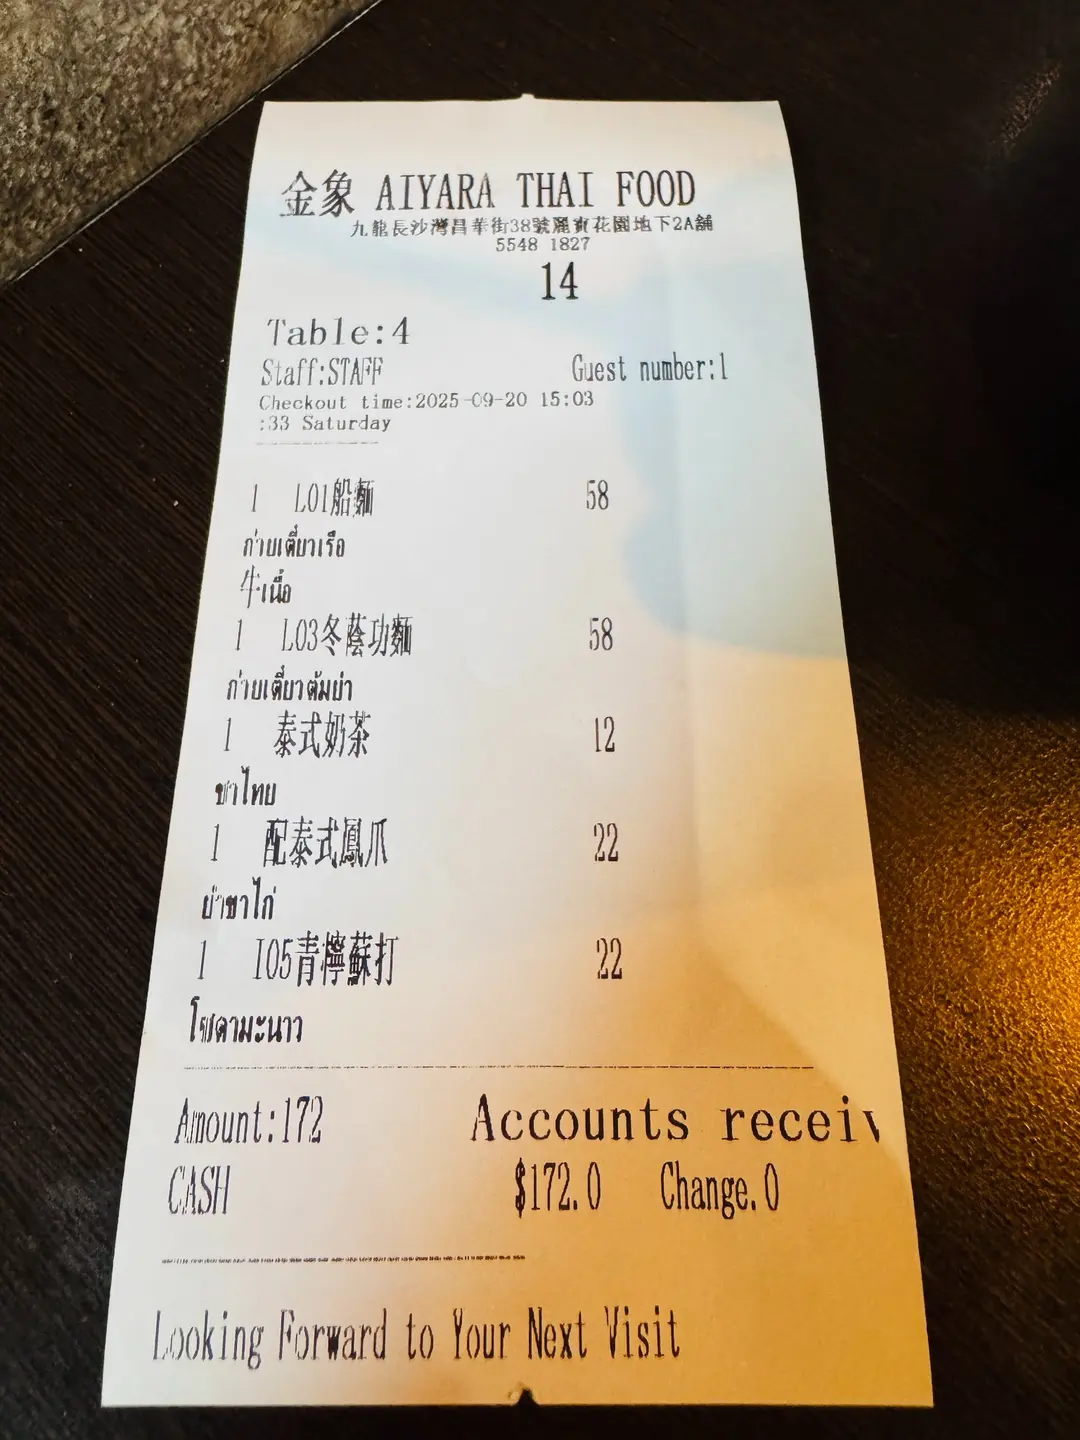 金象 AIYARA THAI FOOD
九龍長沙灣昌華街38號麗寶花園地下2A舖
5548 1827
14
Table:4
Staff:STAFF Guest number:1
Checkout time:2025-09-20 15:03
:33 Saturday
1 L01船麵 58
ก๋วยเตี๋ยวเรือ
牛เนื้อ
1 L03冬蔭功麵 58
ก๋วยเตี๋ยวต้มยำ
1 泰式奶茶 12
ชาไทย
1 配泰式鳳爪 22
ยำขาไก่
1 I05青檸蘇打 22
โซดามะนาว
Amount:172 Accounts receiv
CASH $172.0 Change.0
Looking Forward to Your Next Visit